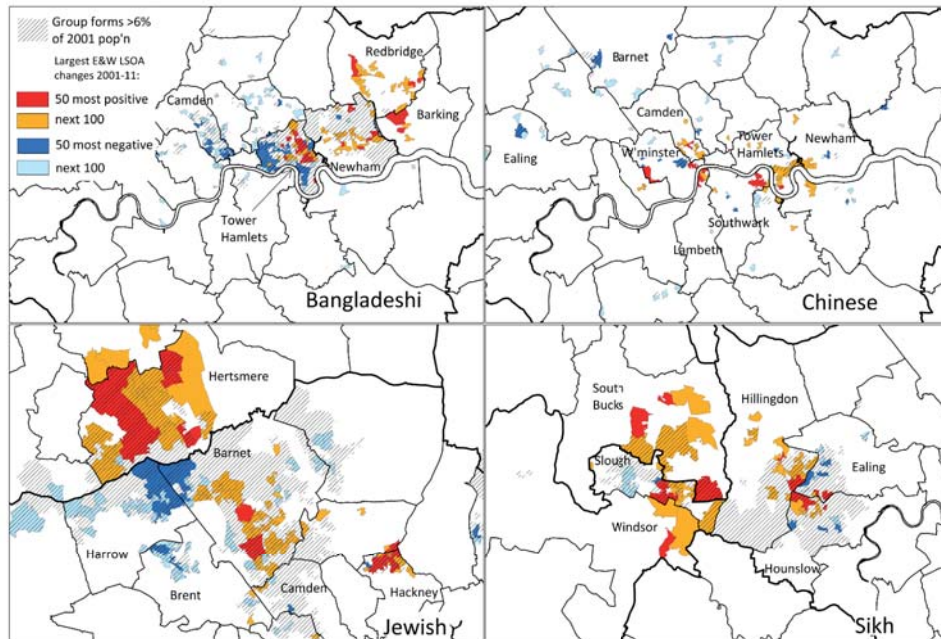 Group forms >6%
of 2001 pop'n
Largest E&W LSOA
changes 2001-11:
50 most positive
next 100
50 most negative
next 100
Redbridge
Camden
Barking
Newham
Tower
Hamlets
Bangladeshi
Barnet
Camden
Tower
Hamlets
Newham
Ealing
W'minster
Southwark
Lambeth
Chinese
Hertsmere
Barnet
Harrow
Brent
Camden
Hackney
Jewish
South
Bucks
Hillingdon
Slough
Ealing
Windsor
Hounslow
Sikh